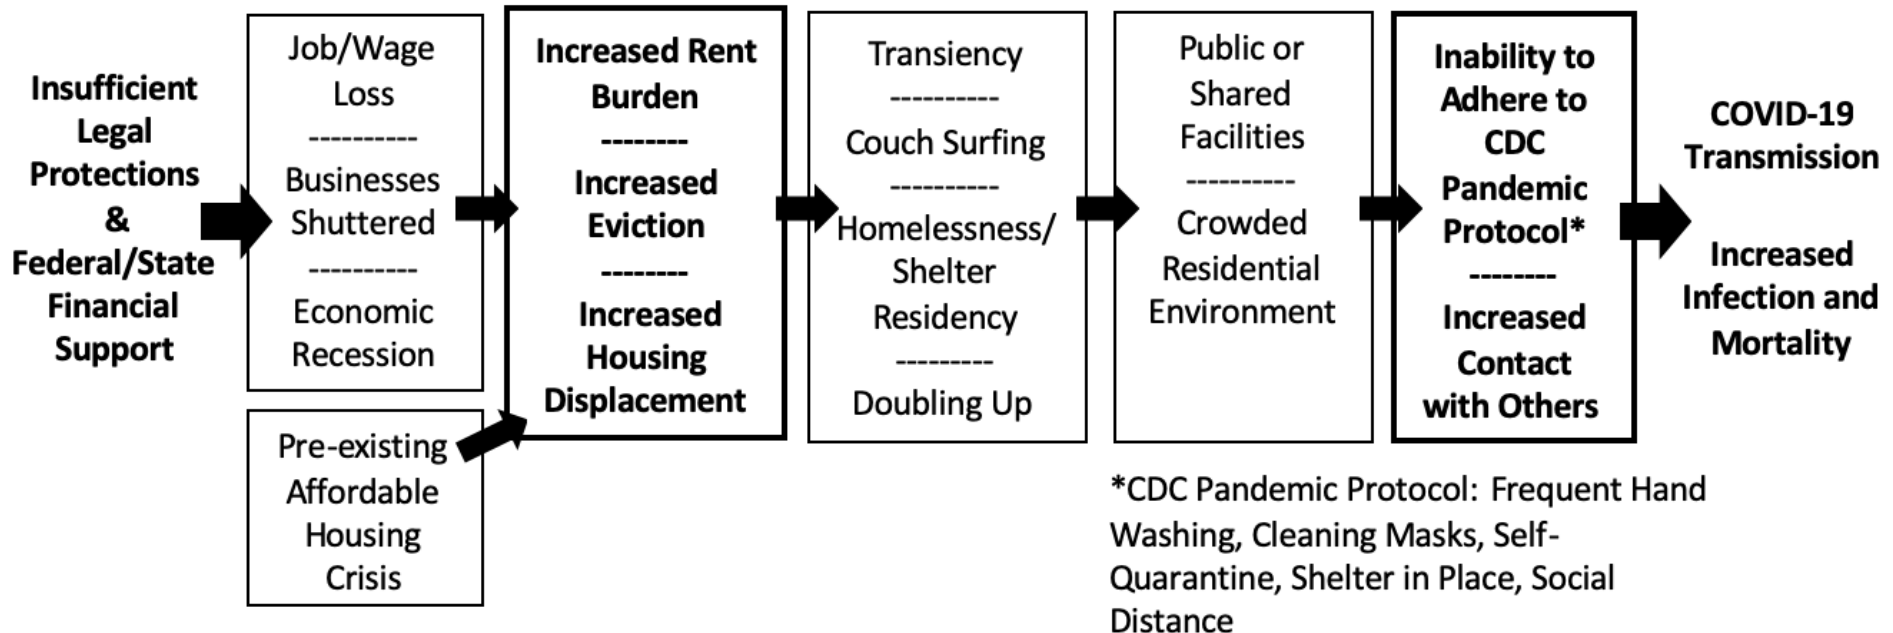 Insufficient
Legal
Protections
&
Federal/State
Financial
Support
Job/Wage
Loss
----------
Businesses
Shuttered
----------
Economic
Recession
Pre-existing
Affordable
Housing
Crisis
Increased Rent
Burden
--------
Increased
Eviction
--------
Increased
Housing
Displacement
Transiency
----------
Couch Surfing
----------
Homelessness/
Shelter
Residency
---------
Doubling Up
Public or
Shared
Facilities
----------
Crowded
Residential
Environment
Inability to
Adhere to
CDC
Pandemic
Protocol*
--------
Increased
Contact
with Others
COVID-19
Transmission
Increased
Infection and
Mortality
*CDC Pandemic Protocol: Frequent Hand
Washing, Cleaning Masks, Self-
Quarantine, Shelter in Place, Social
Distance